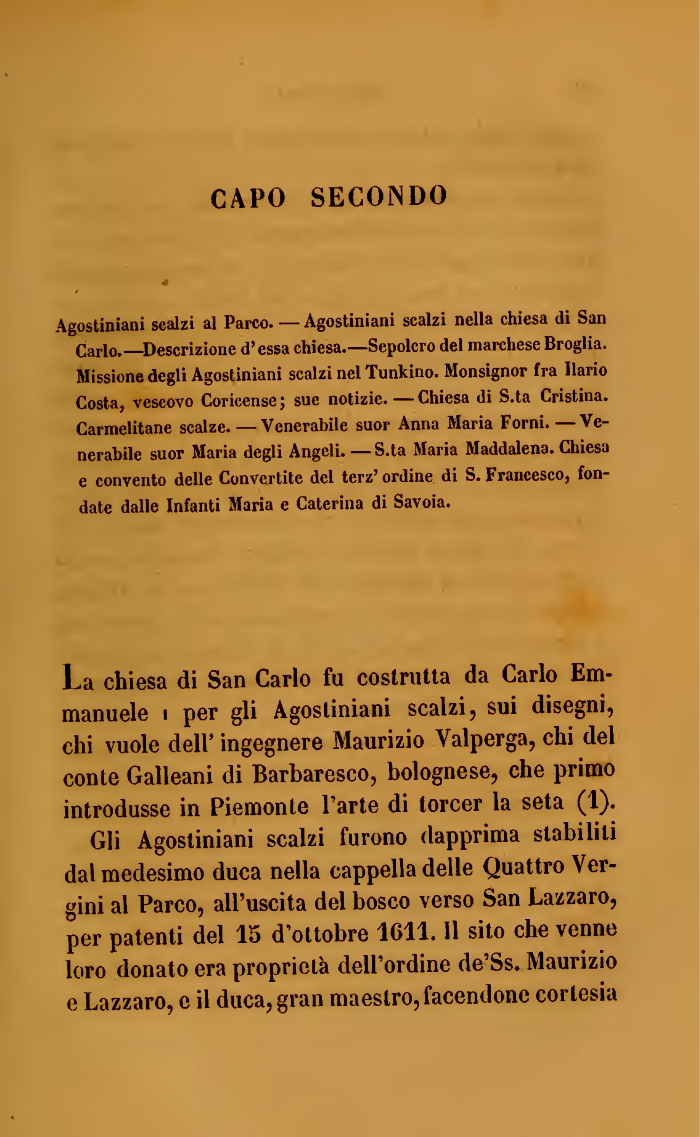 CAPO SECONDO
Agostiniani scalzi al Parco. — Agostiniani scalzi nella chiesa di San
Carlo.—Descrizione d'essa chiesa.—Sepolcro del marchese Broglia.
Missione degli Agostiniani scalzi nel Tunkino. Monsignor fra Ilario
Costa, vescovo Coricense; sue notizie. — Chiesa di S.ta Cristina.
Carmelitane scalze. — Venerabile suor Anna Maria Forni. — Ve-
nerabile suor Maria degli Angeli. — S.ta Maria Maddalena. Chiesa
e convento delle Convertite del terz'ordine di S. Francesco, fon-
date dalle Infanti Maria e Caterina di Savoia.
La chiesa di San Carlo fu costrutta da Carlo Em-
manuele I per gli Agostiniani scalzi, sui disegni,
chi vuole dell'ingegnere Maurizio Valperga, chi del
conte Galleani di Barbaresco, bolognese, che primo
introdusse in Piemonte l'arte di torcer la seta (1).
Gli Agostiniani scalzi furono dapprima stabiliti
dal medesimo duca nella cappella delle Quattro Ver-
gini al Parco, all'uscita del bosco verso San Lazzaro,
per patenti del 15 d'ottobre 1611. Il sito che venne
loro donato era proprietà dell'ordine de'Ss. Maurizio
e Lazzaro, e il duca, gran maestro, facendone cortesia